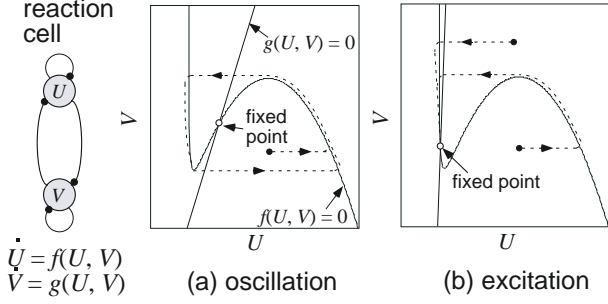 reaction
cell
U
V
U̇ = f(U, V)
V̇ = g(U, V)
V
g(U, V) = 0
fixed
point
f(U, V) = 0
U
(a) oscillation
V
fixed point
U
(b) excitation